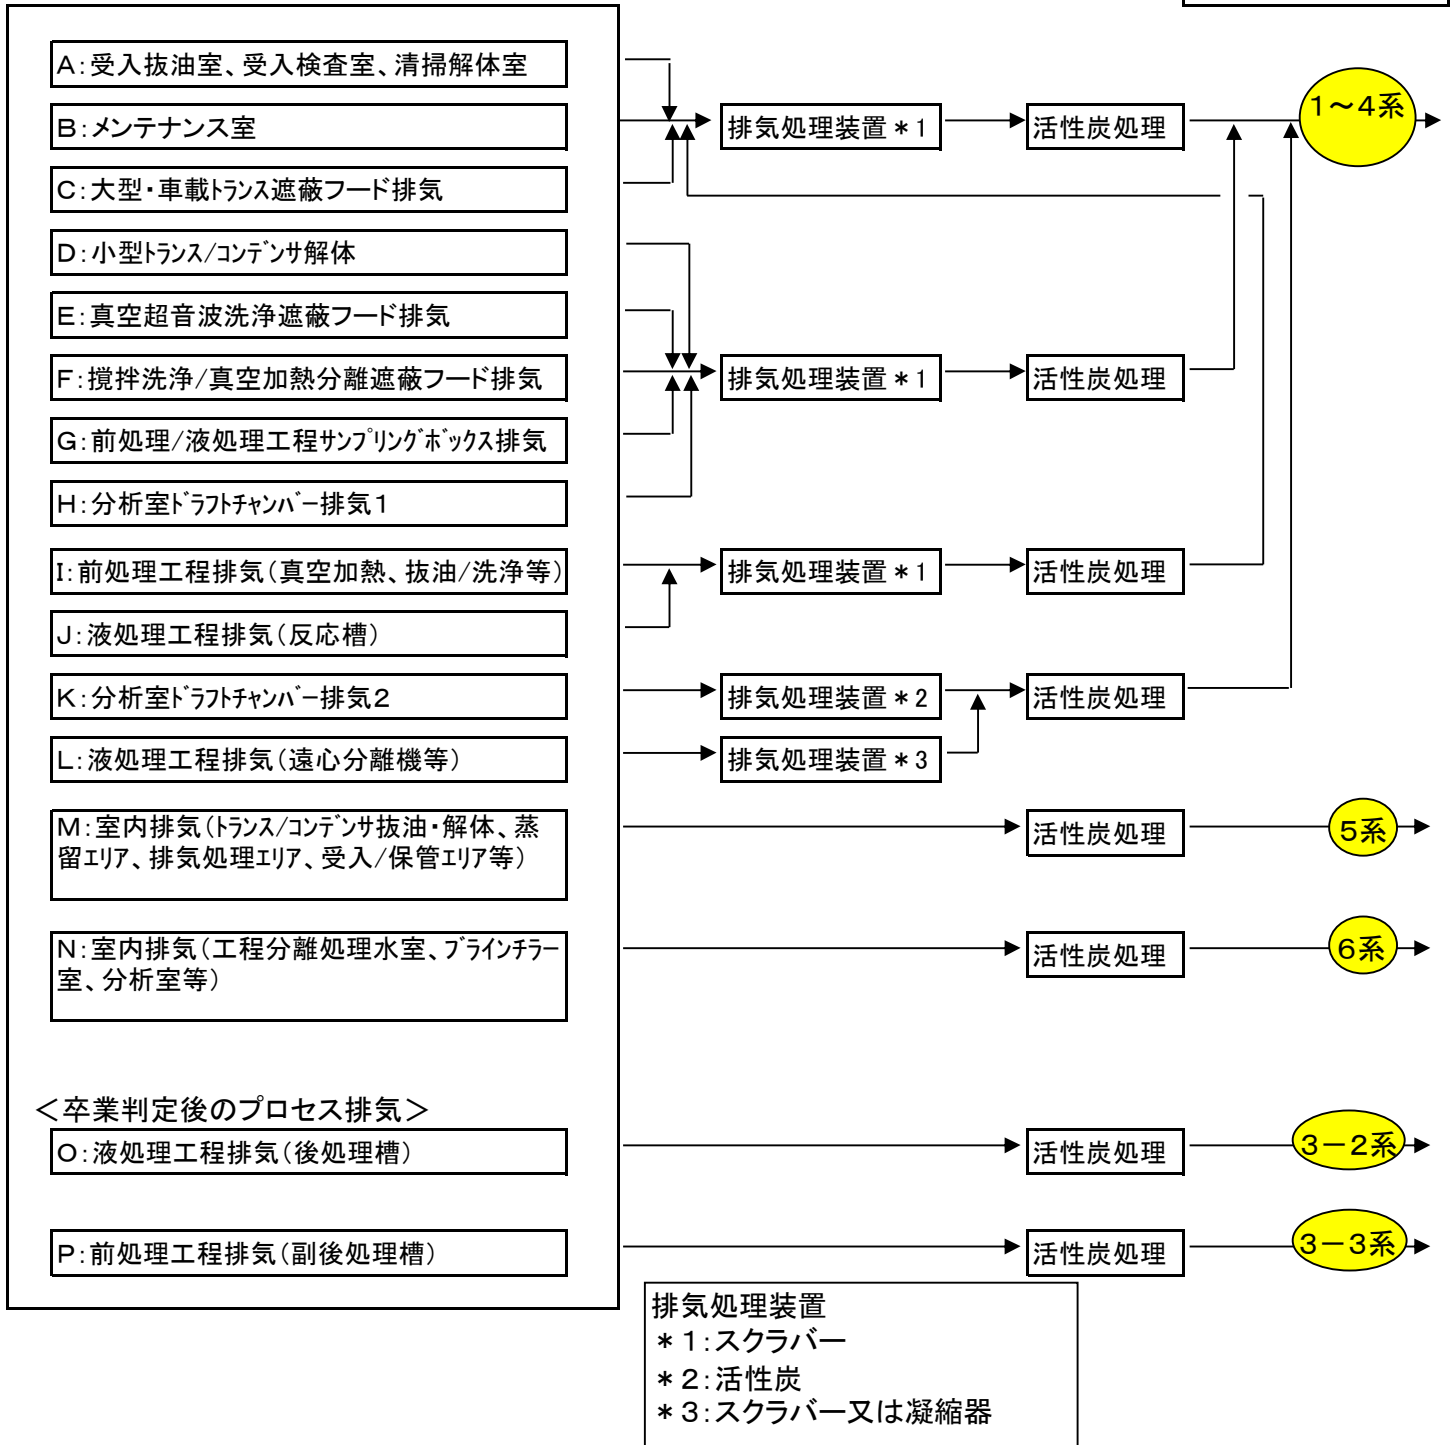 A:受入抜油室、受入検査室、清掃解体室
1～4系
B:メンテナンス室
排気処理装置*1
活性炭処理
C:大型・車載ﾄﾗﾝｽ遮蔽フード排気
D:小型ﾄﾗﾝｽ/ｺﾝﾃﾞﾝｻ解体
E:真空超音波洗浄遮蔽フード排気
F:撹拌洗浄/真空加熱分離遮蔽フード排気
排気処理装置*1
活性炭処理
G:前処理/液処理工程ｻﾝﾌﾟﾘﾝｸﾞﾎﾞｯｸｽ排気
H:分析室ﾄﾞﾗﾌﾄﾁｬﾝﾊﾞｰ排気1
I:前処理工程排気(真空加熱、抜油/洗浄等)
排気処理装置*1
活性炭処理
J:液処理工程排気(反応槽)
K:分析室ﾄﾞﾗﾌﾄﾁｬﾝﾊﾞｰ排気2
排気処理装置*2
活性炭処理
L:液処理工程排気(遠心分離機等)
排気処理装置*3
M:室内排気(ﾄﾗﾝｽ/ｺﾝﾃﾞﾝｻ抜油・解体、蒸
留ｴﾘｱ、排気処理ｴﾘｱ、受入/保管ｴﾘｱ等)
活性炭処理
5系
N:室内排気(工程分離処理水室、ﾌﾞﾗｲﾝﾁﾗｰ
室、分析室等)
活性炭処理
6系
＜卒業判定後のプロセス排気＞
O:液処理工程排気(後処理槽)
活性炭処理
3－2系
P:前処理工程排気(副後処理槽)
活性炭処理
3－3系
排気処理装置
*1:スクラバー
*2:活性炭
*3:スクラバー又は凝縮器